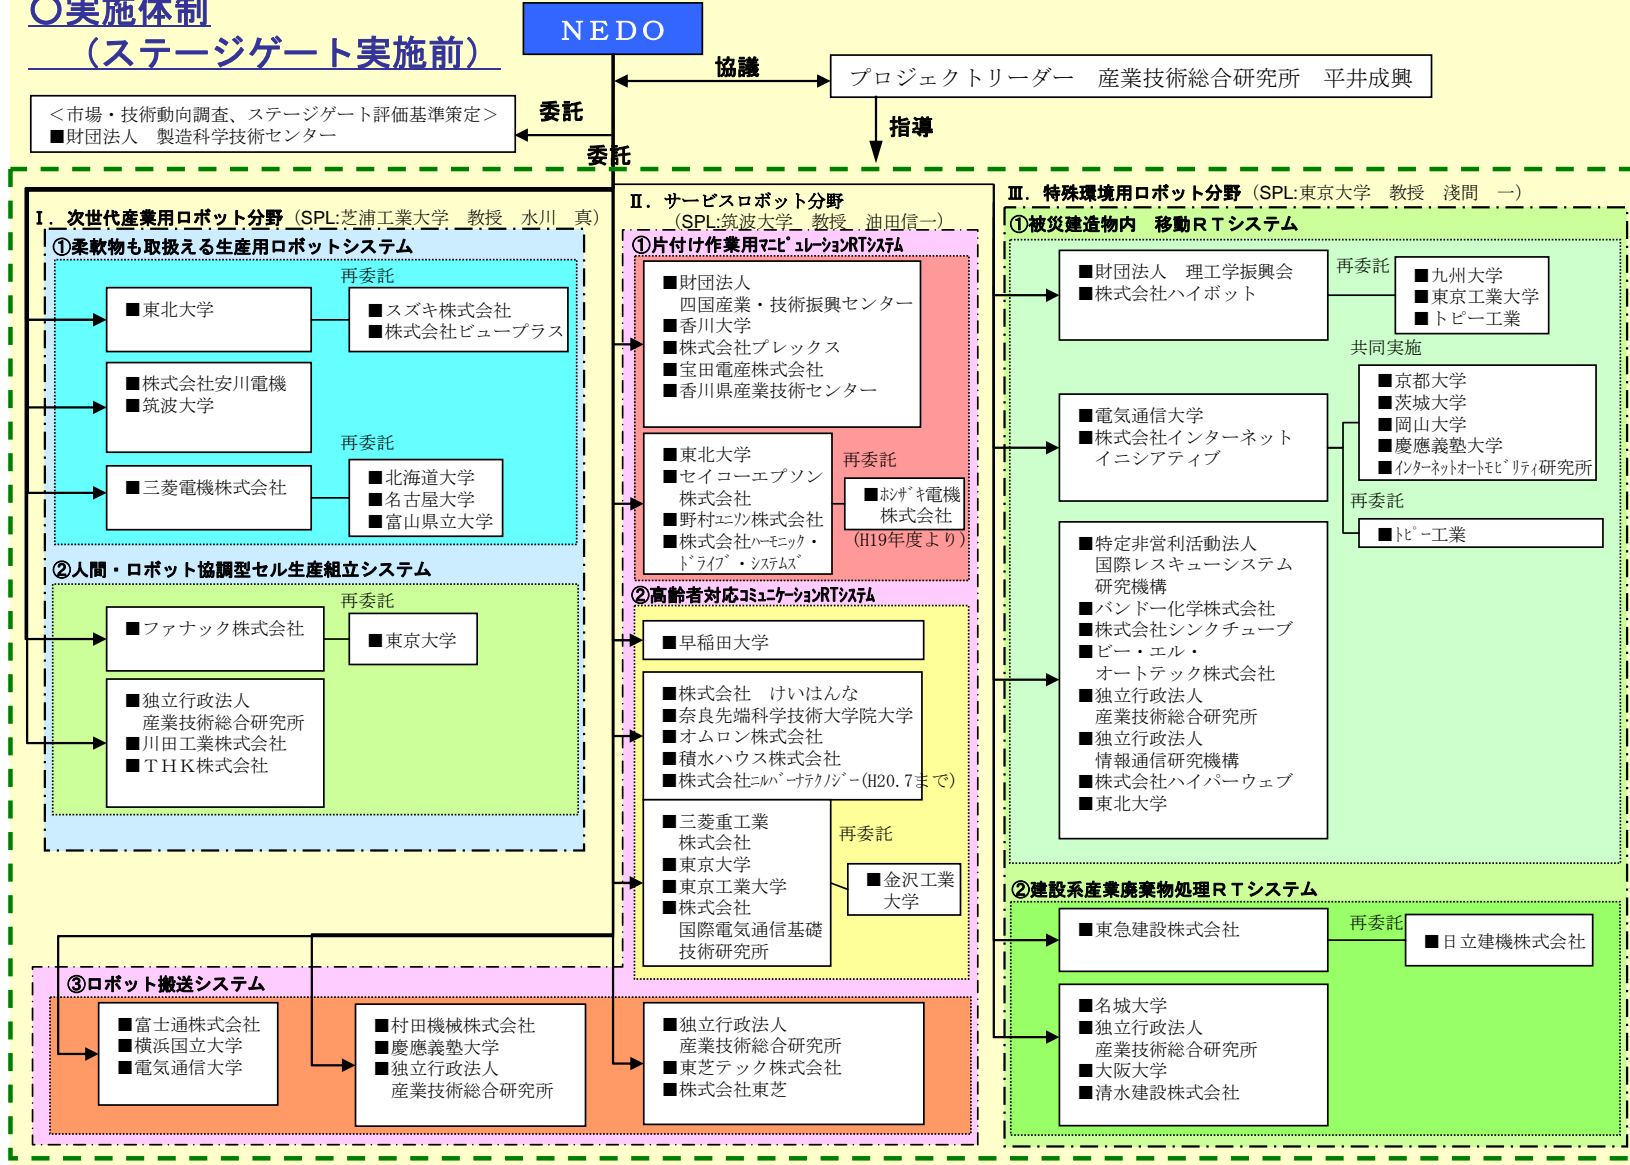 〇実施体制
（ステージゲート実施前）
ＮＥＤＯ
協議
プロジェクトリーダー　産業技術総合研究所　平井成興
＜市場・技術動向調査、ステージゲート評価基準策定＞
■財団法人　製造科学技術センター
委託
指導
委託
Ⅰ．次世代産業用ロボット分野（SPL:芝浦工業大学　教授　水川　真）
①柔軟物も取扱える生産用ロボットシステム
再委託
■東北大学
■スズキ株式会社
■株式会社ビュープラス
■株式会社安川電機
■筑波大学
再委託
■三菱電機株式会社
■北海道大学
■名古屋大学
■富山県立大学
②人間・ロボット協調型セル生産組立システム
再委託
■ファナック株式会社
■東京大学
■独立行政法人
産業技術総合研究所
■川田工業株式会社
■ＴＨＫ株式会社
Ⅱ．サービスロボット分野
（SPL:筑波大学　教授　油田信一）
①片付け作業用ﾏﾆﾋﾟｭﾚｰｼｮﾝRTｼｽﾃﾑ
■財団法人
四国産業・技術振興センター
■香川大学
■株式会社プレックス
■宝田電産株式会社
■香川県産業技術センター
■東北大学
■セイコーエプソン
株式会社
■野村ﾕﾆｿﾝ株式会社
■株式会社ﾊｰﾓﾆｯｸ・
ﾄﾞﾗｲﾌﾞ・ｼｽﾃﾑｽﾞ
再委託
■ﾎｼｻﾞｷ電機
株式会社
(H19年度より)
②高齢者対応ｺﾐｭﾆｹｰｼｮﾝRTｼｽﾃﾑ
■早稲田大学
■株式会社　けいはんな
■奈良先端科学技術大学院大学
■オムロン株式会社
■積水ハウス株式会社
■株式会社ﾆﾙﾊﾞｰﾅﾃｸﾉｼﾞｰ(H20.7まで)
■三菱重工業
株式会社
■東京大学
■東京工業大学
■株式会社
国際電気通信基礎
技術研究所
再委託
■金沢工業
大学
③ロボット搬送システム
■富士通株式会社
■横浜国立大学
■電気通信大学
■村田機械株式会社
■慶應義塾大学
■独立行政法人
産業技術総合研究所
■独立行政法人
産業技術総合研究所
■東芝テック株式会社
■株式会社東芝
Ⅲ．特殊環境用ロボット分野（SPL:東京大学　教授　淺間　一）
①被災建造物内　移動ＲＴシステム
■財団法人　理工学振興会
■株式会社ハイボット
再委託
■九州大学
■東京工業大学
■トピー工業
共同実施
■電気通信大学
■株式会社インターネット
イニシアティブ
■京都大学
■茨城大学
■岡山大学
■慶應義塾大学
■ｲﾝﾀｰﾈｯﾄｵｰﾄﾓﾋﾞﾘﾃｨ研究所
再委託
■ﾄﾋﾟｰ工業
■特定非営利活動法人
国際レスキューシステム
研究機構
■バンドー化学株式会社
■株式会社シンクチューブ
■ビー・エル・
オートテック株式会社
■独立行政法人
産業技術総合研究所
■独立行政法人
情報通信研究機構
■株式会社ハイパーウェブ
■東北大学
②建設系産業廃棄物処理ＲＴシステム
■東急建設株式会社
再委託
■日立建機株式会社
■名城大学
■独立行政法人
産業技術総合研究所
■大阪大学
■清水建設株式会社